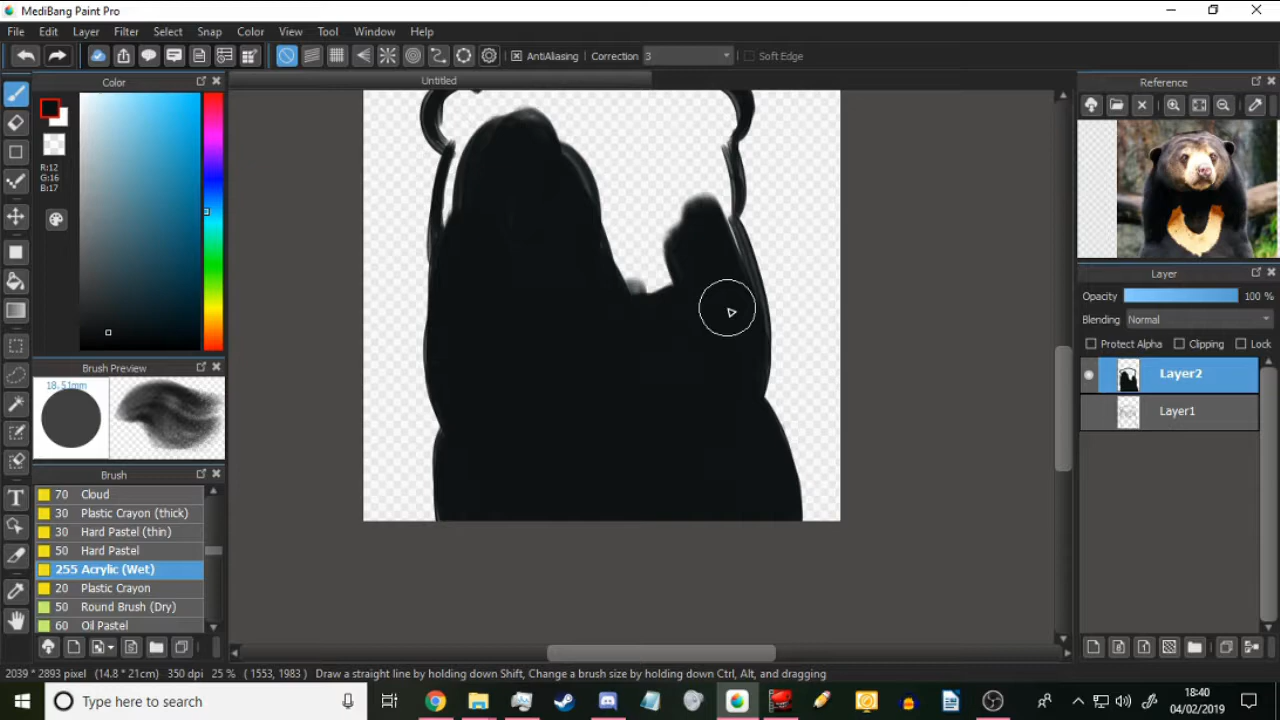 MediBang Paint Pro
File Edit Layer Filter Select Snap Color View Tool Window Help
AntiAliasing Correction 3 Soft Edge
Color
Untitled
Reference
R:12
G:16
B:17
Layer
Opacity 100 %
Blending Normal
Protect Alpha Clipping Lock
Brush Preview
18.51mm
Layer2
Layer1
Brush
70 Cloud
30 Plastic Crayon (thick)
30 Hard Pastel (thin)
50 Hard Pastel
255 Acrylic (Wet)
20 Plastic Crayon
50 Round Brush (Dry)
60 Oil Pastel
T
2039 * 2893 pixel (14.8 * 21cm) 350 dpi 25 % ( 1553, 1983 ) Draw a straight line by holding down Shift, Change a brush size by holding down Ctrl, Alt, and dragging
Type here to search
18:40
04/02/2019